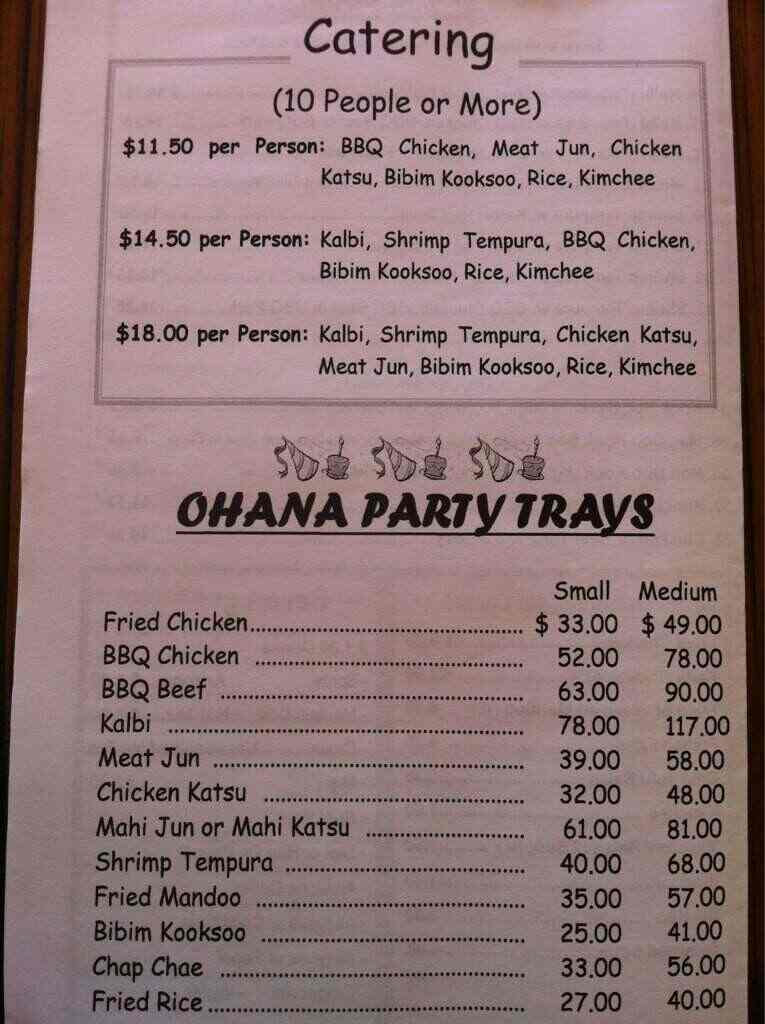 Catering
(10 People or More)
$11.50 per Person: BBQ Chicken, Meat Jun, Chicken
Katsu, Bibim Kooksoo, Rice, Kimchee
$14.50 per Person: Kalbi, Shrimp Tempura, BBQ Chicken,
Bibim Kooksoo, Rice, Kimchee
$18.00 per Person: Kalbi, Shrimp Tempura, Chicken Katsu,
Meat Jun, Bibim Kooksoo, Rice, Kimchee
OHANA PARTY TRAYS
Small Medium
Fried Chicken........................................ $ 33.00 $ 49.00
BBQ Chicken ........................................ 52.00 78.00
BBQ Beef ............................................. 63.00 90.00
Kalbi .................................................... 78.00 117.00
Meat Jun .............................................. 39.00 58.00
Chicken Katsu ...................................... 32.00 48.00
Mahi Jun or Mahi Katsu ....................... 61.00 81.00
Shrimp Tempura ................................... 40.00 68.00
Fried Mandoo ....................................... 35.00 57.00
Bibim Kooksoo ...................................... 25.00 41.00
Chap Chae ............................................ 33.00 56.00
Fried Rice.............................................. 27.00 40.00